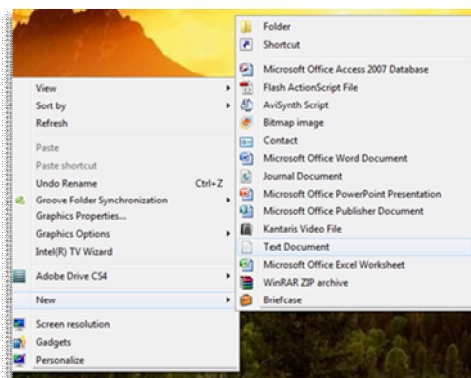 View
Sort by
Refresh
Paste
Paste shortcut
Undo Rename Ctrl+Z
Groove Folder Synchronization
Graphics Properties...
Graphics Options
Intel(R) TV Wizard
Adobe Drive CS4
New
Screen resolution
Gadgets
Personalize
Folder
Shortcut
Microsoft Office Access 2007 Database
Flash ActionScript File
AviSynth Script
Bitmap image
Contact
Microsoft Office Word Document
Journal Document
Microsoft Office PowerPoint Presentation
Microsoft Office Publisher Document
Kantaris Video File
Text Document
Microsoft Office Excel Worksheet
WinRAR ZIP archive
Briefcase